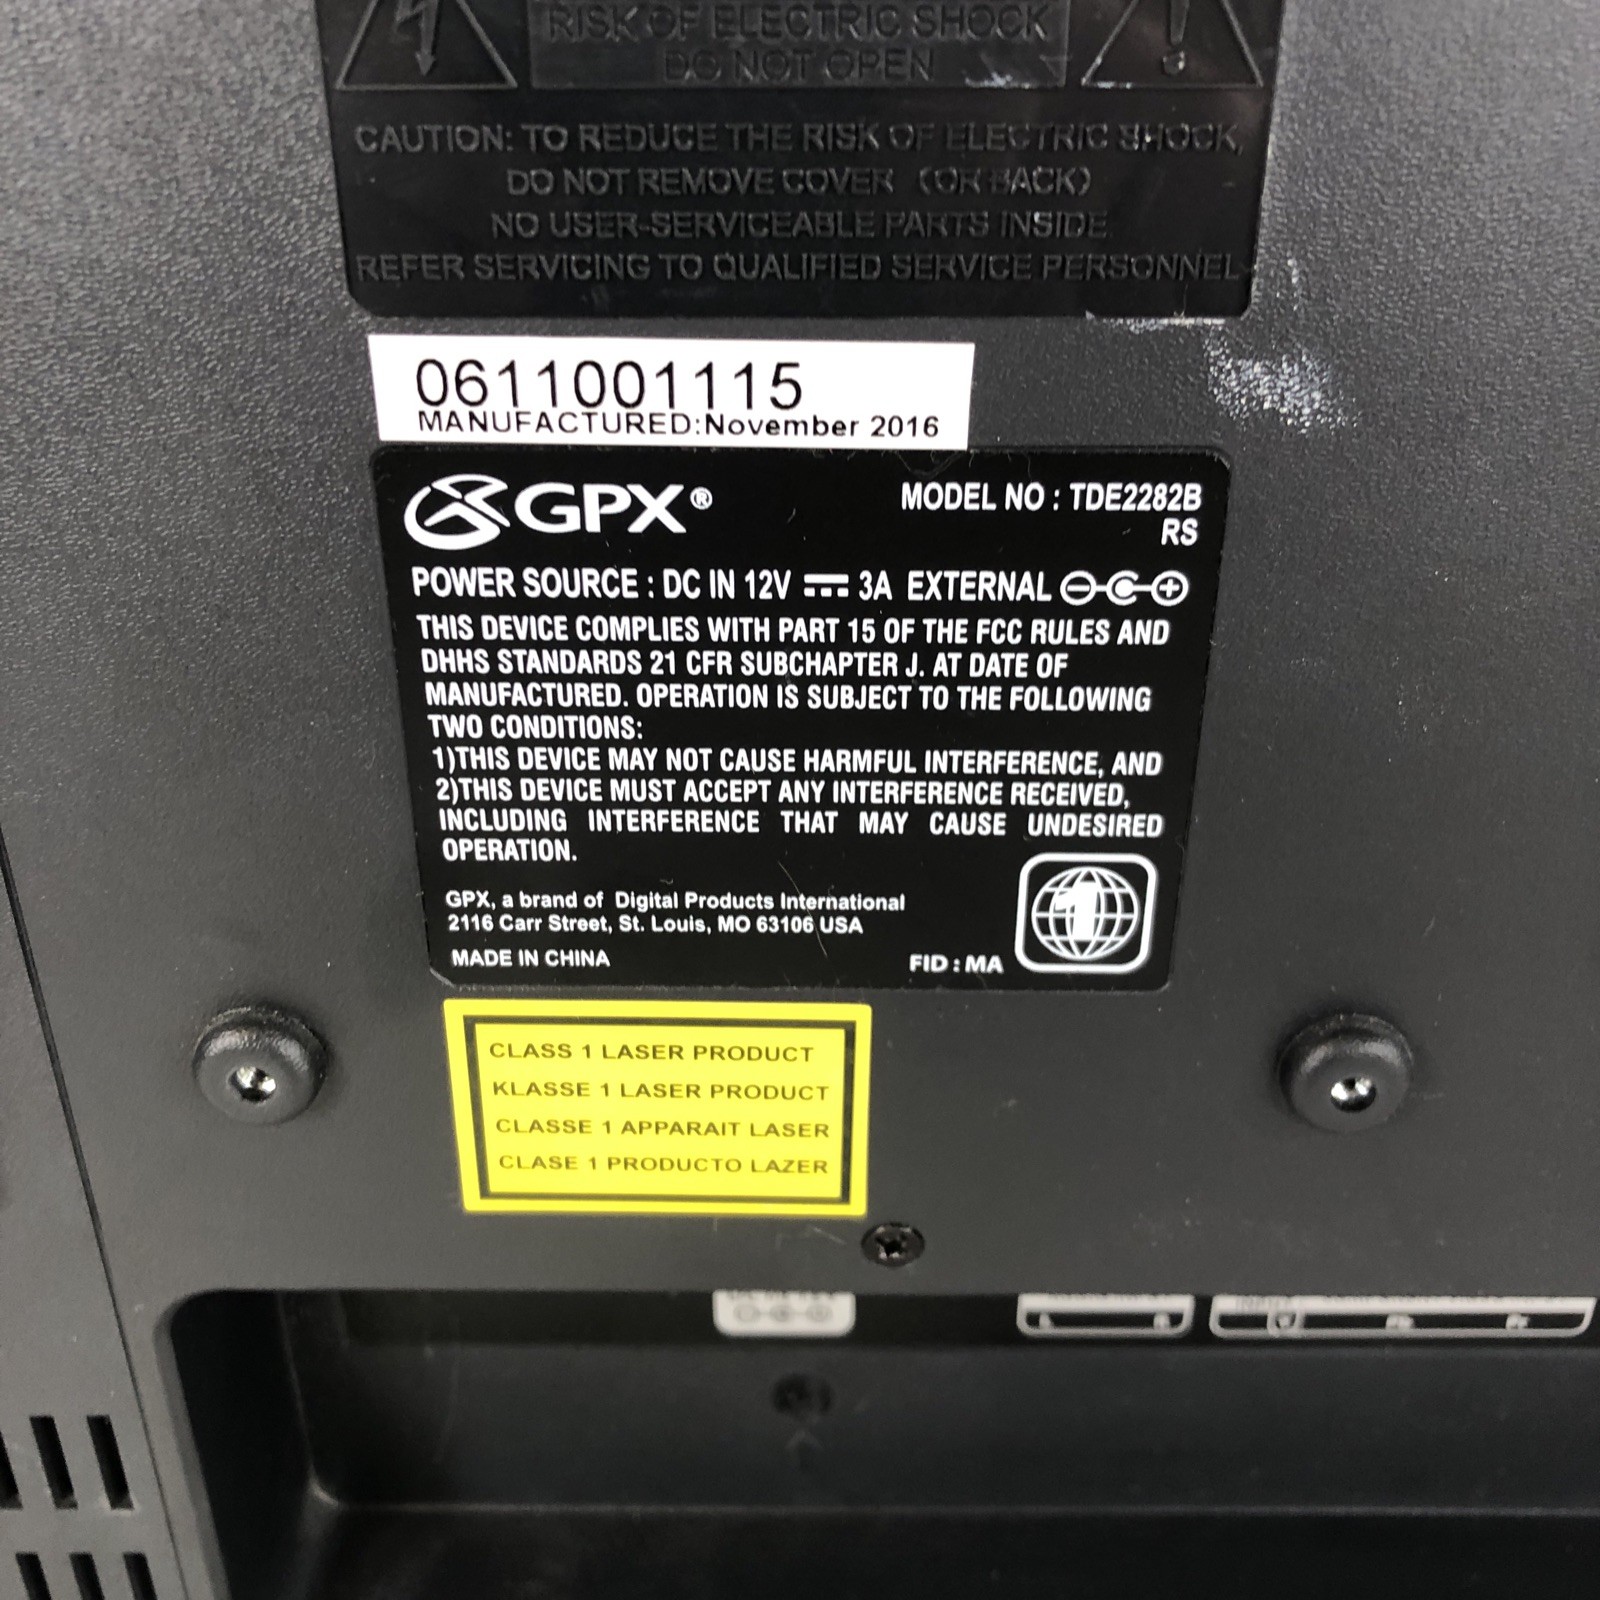 RISK OF ELECTRIC SHOCK
DO NOT OPEN
CAUTION: TO REDUCE THE RISK OF ELECTRIC SHOCK,
DO NOT REMOVE COVER (OR BACK)
NO USER-SERVICEABLE PARTS INSIDE
REFER SERVICING TO QUALIFIED SERVICE PERSONNEL
0611001115
MANUFACTURED:November 2016
GPX® MODEL NO : TDE2282B
RS
POWER SOURCE : DC IN 12V 3A EXTERNAL
THIS DEVICE COMPLIES WITH PART 15 OF THE FCC RULES AND
DHHS STANDARDS 21 CFR SUBCHAPTER J. AT DATE OF
MANUFACTURED. OPERATION IS SUBJECT TO THE FOLLOWING
TWO CONDITIONS:
1)THIS DEVICE MAY NOT CAUSE HARMFUL INTERFERENCE, AND
2)THIS DEVICE MUST ACCEPT ANY INTERFERENCE RECEIVED,
INCLUDING INTERFERENCE THAT MAY CAUSE UNDESIRED
OPERATION.
GPX, a brand of Digital Products International
2116 Carr Street, St. Louis, MO 63106 USA
MADE IN CHINA
FID : MA
1
CLASS 1 LASER PRODUCT
KLASSE 1 LASER PRODUCT
CLASSE 1 APPARAIT LASER
CLASE 1 PRODUCTO LAZER